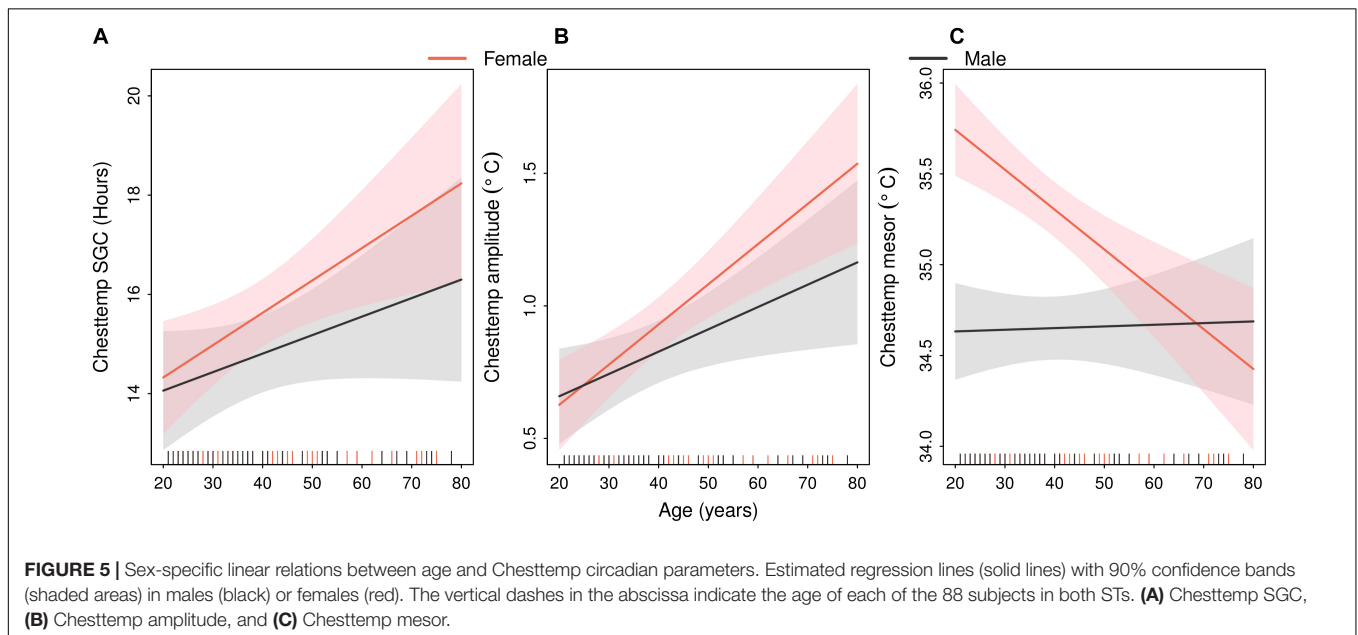 A
B
C
Female
Male
Chesttemp SGC (Hours)
20
18
16
14
20 30 40 50 60 70 80
Chesttemp amplitude (° C)
1.5
1.0
0.5
20 30 40 50 60 70 80
Age (years)
Chesttemp mesor (° C)
36.0
35.5
35.0
34.5
34.0
20 30 40 50 60 70 80
FIGURE 5 | Sex-specific linear relations between age and Chesttemp circadian parameters. Estimated regression lines (solid lines) with 90% confidence bands
(shaded areas) in males (black) or females (red). The vertical dashes in the abscissa indicate the age of each of the 88 subjects in both STs. (A) Chesttemp SGC,
(B) Chesttemp amplitude, and (C) Chesttemp mesor.